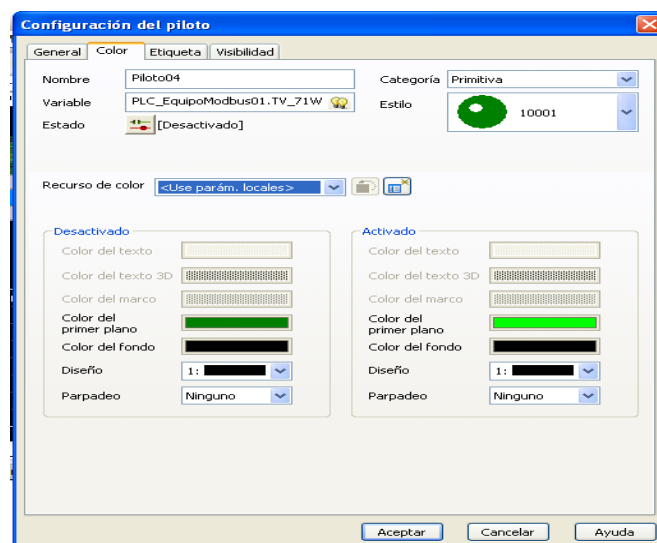 Configuración del piloto
General Color Etiqueta Visibilidad
Nombre Piloto04 Categoría Primitiva
Variable PLC_EquipoModbus01.TV_71W Estilo 10001
Estado [Desactivado]
Recurso de color <Use parám. locales>
Desactivado Activado
Color del texto Color del texto
Color del texto 3D Color del texto 3D
Color del marco Color del marco
Color del Color del
primer plano primer plano
Color del fondo Color del fondo
Diseño 1: Diseño 1:
Parpadeo Ninguno Parpadeo Ninguno
Aceptar Cancelar Ayuda